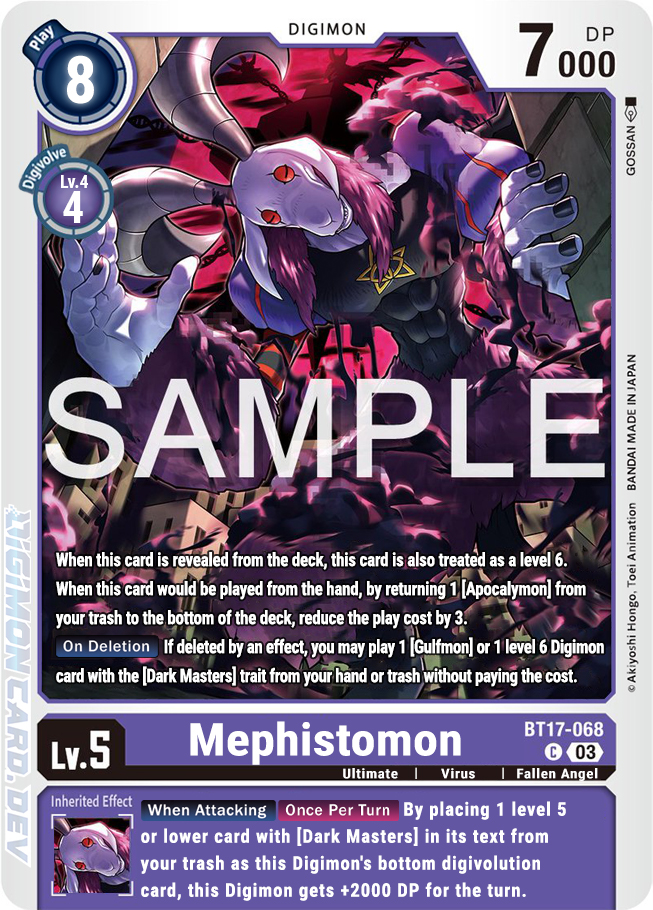 DIGIMON
Play
8
7000
DP
Digivolve
Lv.4
4
GOSSAN
SAMPLE
BANDAI MADE IN JAPAN
© Akiyoshi Hongo, Toei Animation
DIGIMON CARD.DEV
When this card is revealed from the deck, this card is also treated as a level 6.
When this card would be played from the hand, by returning 1 [Apocalymon] from
your trash to the bottom of the deck, reduce the play cost by 3.
On Deletion If deleted by an effect, you may play 1 [Gulfmon] or 1 level 6 Digimon
card with the [Dark Masters] trait from your hand or trash without paying the cost.
Lv.5
Mephistomon
BT17-068
C 03
Ultimate | Virus | Fallen Angel
Inherited Effect
When Attacking Once Per Turn By placing 1 level 5
or lower card with [Dark Masters] in its text from
your trash as this Digimon's bottom digivolution
card, this Digimon gets +2000 DP for the turn.